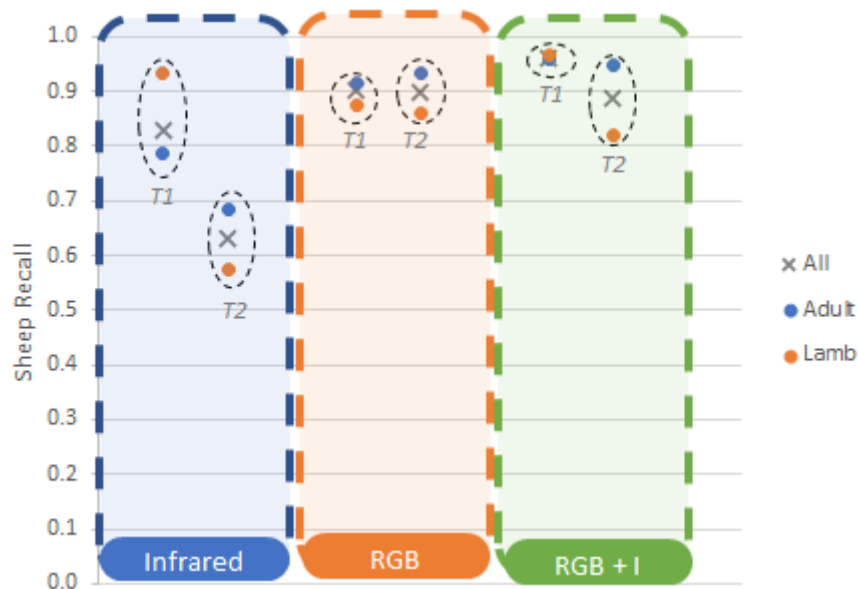 1.0
0.9
0.8
0.7
0.6
0.5
0.4
0.3
0.2
0.1
0.0
Sheep Recall
T1
T2
T1
T2
T1
T2
Infrared
RGB
RGB + I
All
Adult
Lamb